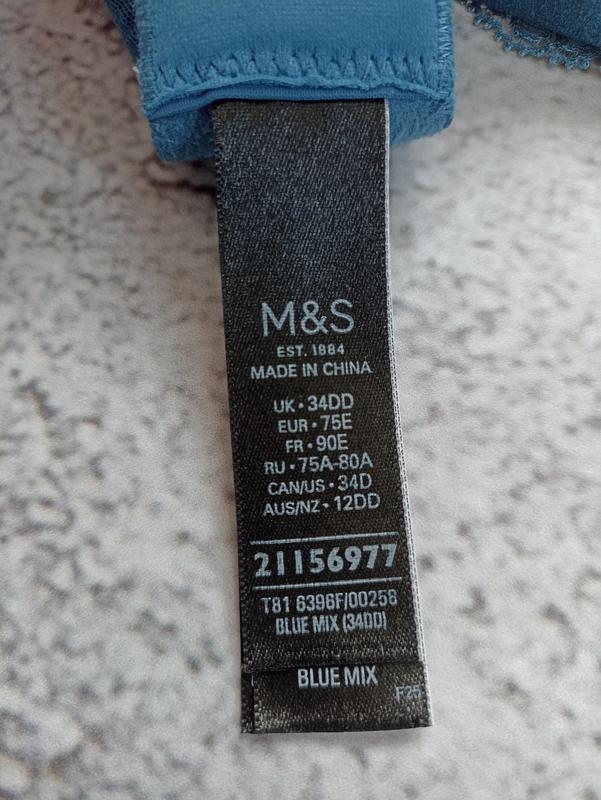 M&S
EST. 1884
MADE IN CHINA
UK • 34DD
EUR • 75E
FR • 90E
RU • 75A-80A
CAN/US • 34D
AUS/NZ • 12DD
21156977
T81 6396F/00258
BLUE MIX (34DD)
BLUE MIX
F25